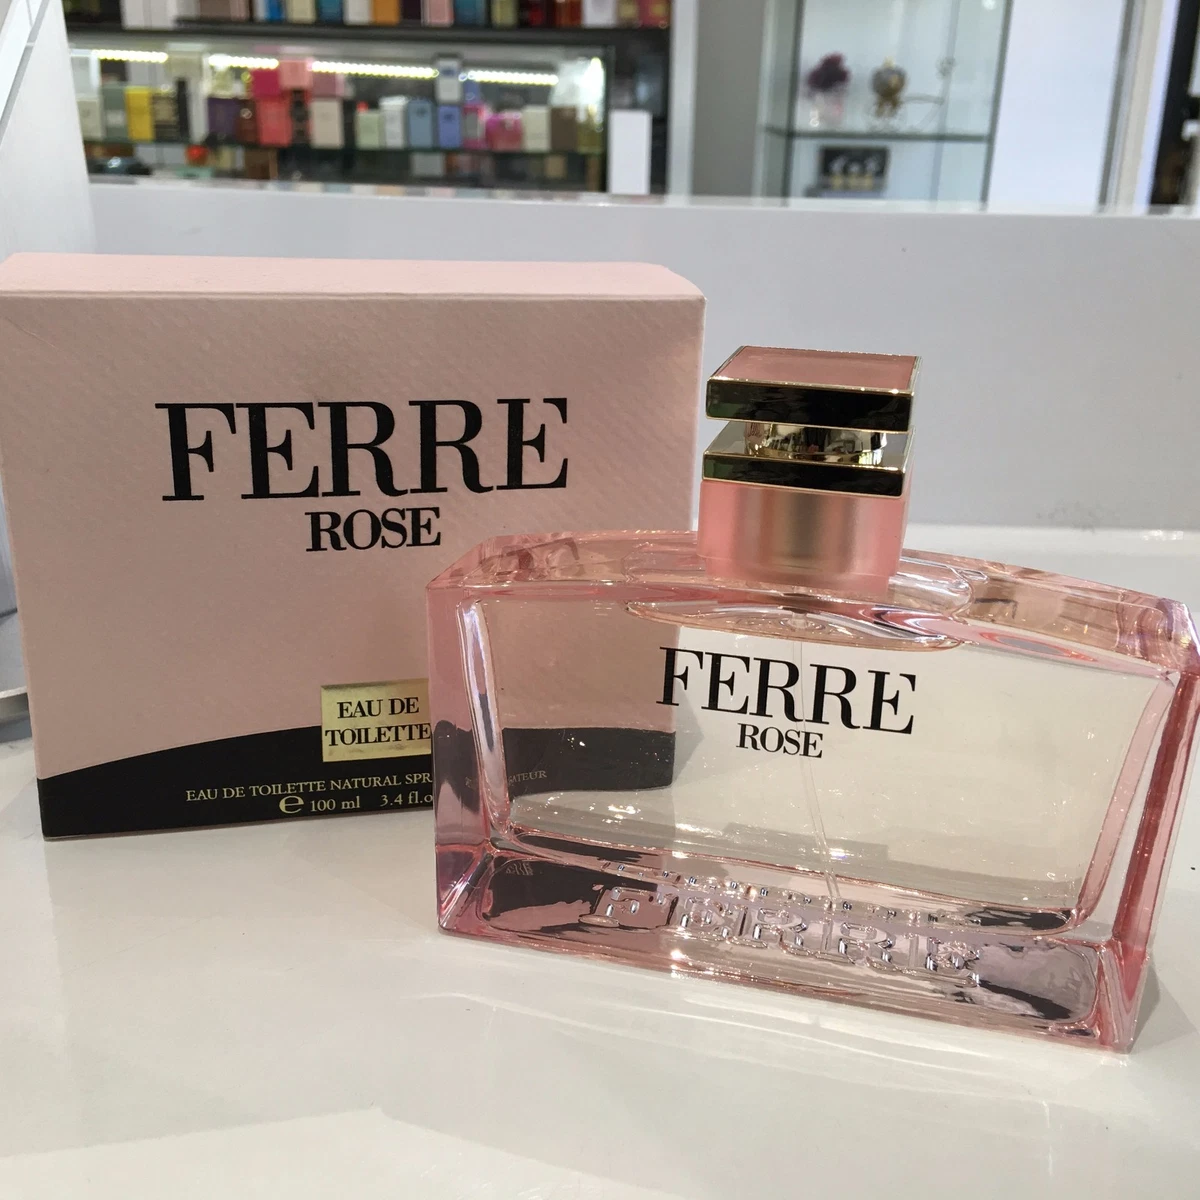 FERRE
ROSE
EAU DE
TOILETTE
EAU DE TOILETTE NATURAL SPR
e 100 ml 3.4 fl.o
FERRE
ROSE
FERRE